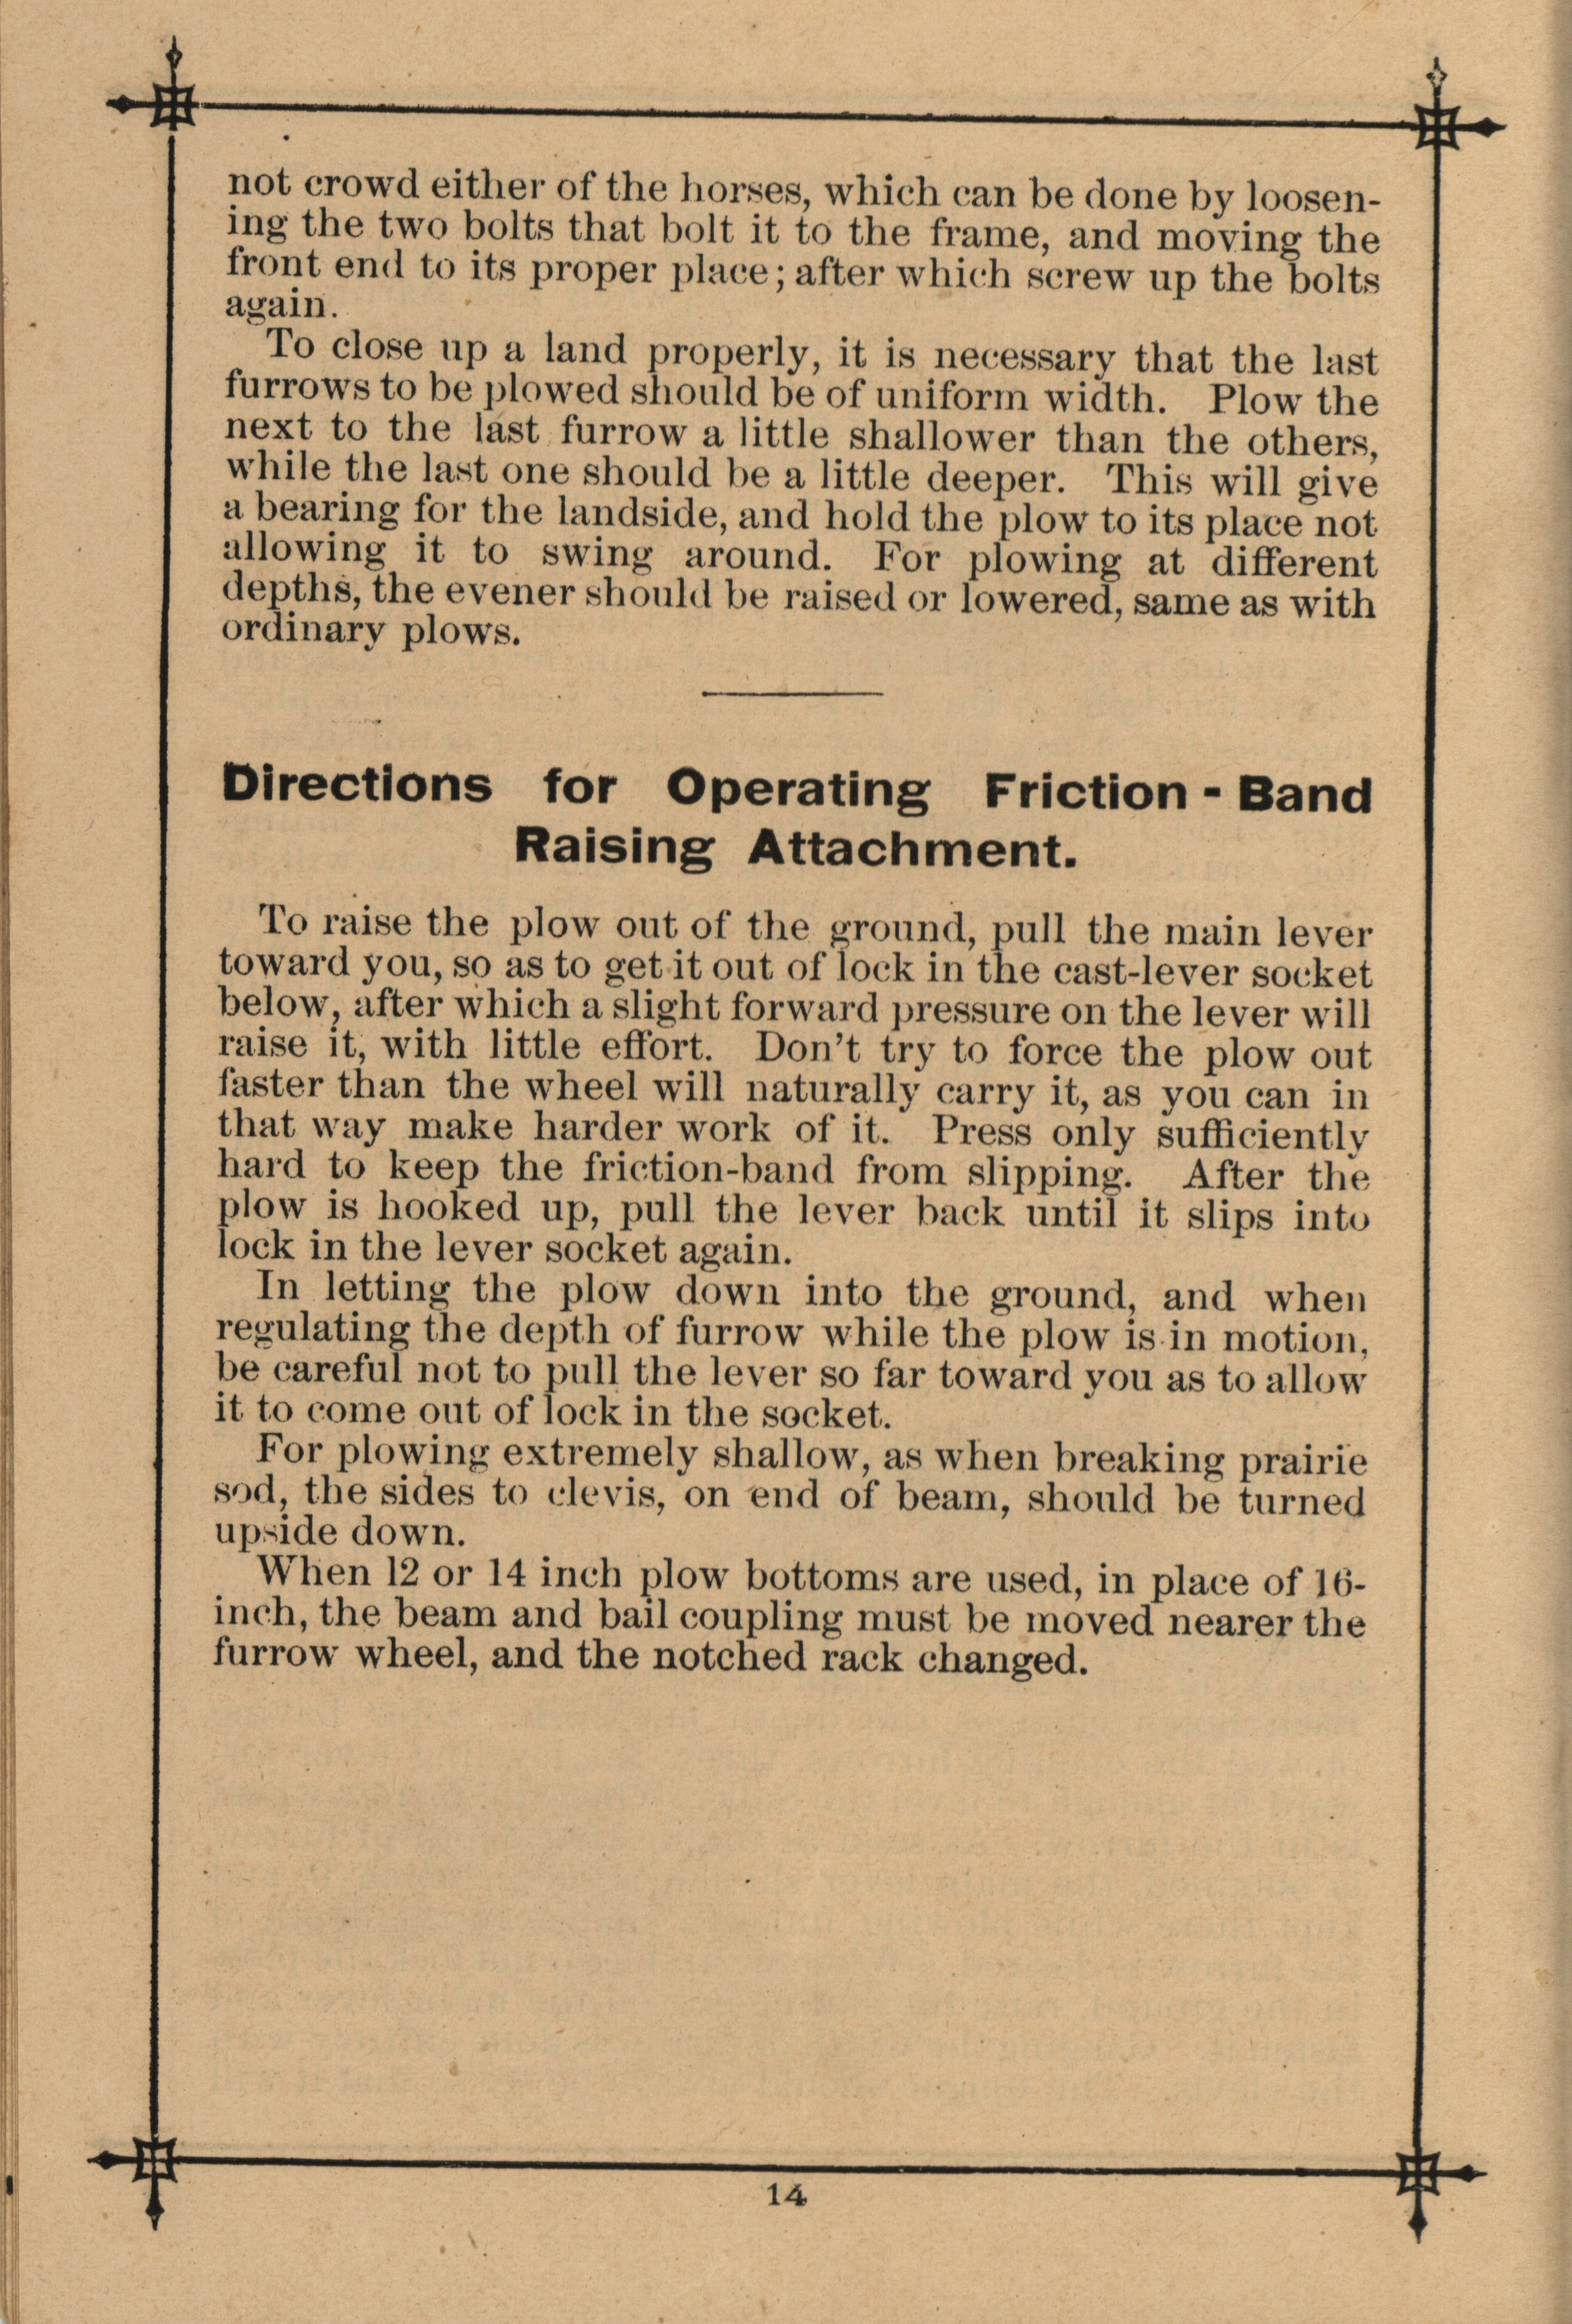 not crowd either of the horses, which can be done by loosen-
ing the two bolts that bolt it to the frame, and moving the
front end to its proper place; after which screw up the bolts
again.
To close up a land properly, it is necessary that the last
furrows to be plowed should be of uniform width. Plow the
next to the last furrow a little shallower than the others,
while the last one should be a little deeper. This will give
a bearing for the landside, and hold the plow to its place not
allowing it to swing around. For plowing at different
depths, the evener should be raised or lowered, same as with
ordinary plows.
Directions for Operating Friction - Band
Raising Attachment.
To raise the plow out of the ground, pull the main lever
toward you, so as to get it out of lock in the cast-lever socket
below, after which a slight forward pressure on the lever will
raise it, with little effort. Don't try to force the plow out
faster than the wheel will naturally carry it, as you can in
that way make harder work of it. Press only sufficiently
hard to keep the friction-band from slipping. After the
plow is hooked up, pull the lever back until it slips into
lock in the lever socket again.
In letting the plow down into the ground, and when
regulating the depth of furrow while the plow is in motion,
be careful not to pull the lever so far toward you as to allow
it to come out of lock in the socket.
For plowing extremely shallow, as when breaking prairie
sod, the sides to clevis, on end of beam, should be turned
upside down.
When 12 or 14 inch plow bottoms are used, in place of 16-
inch, the beam and bail coupling must be moved nearer the
furrow wheel, and the notched rack changed.
14